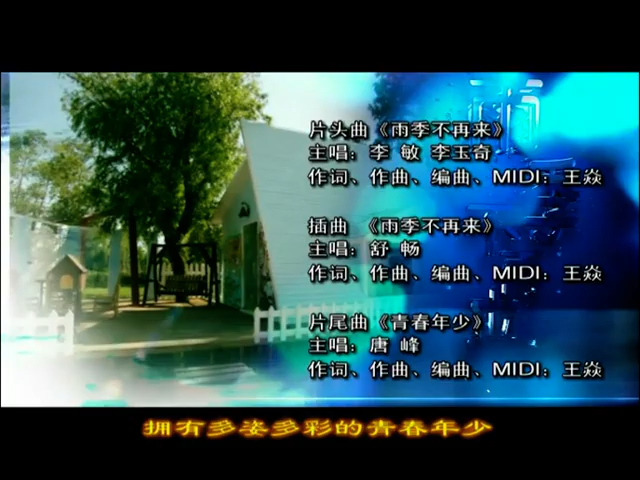 片头曲《雨季不再来》
主唱：李 敏 李玉奇
作词、作曲、编曲、MIDI：王焱
插曲 《雨季不再来》
主唱：舒 畅
作词、作曲、编曲、MIDI：王焱
片尾曲《青春年少》
主唱：唐 峰
作词、作曲、编曲、MIDI：王焱
拥有多姿多彩的青春年少